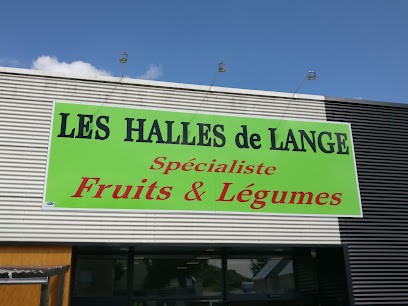 LES HALLES de LANGE
Spécialiste
Fruits & Légumes